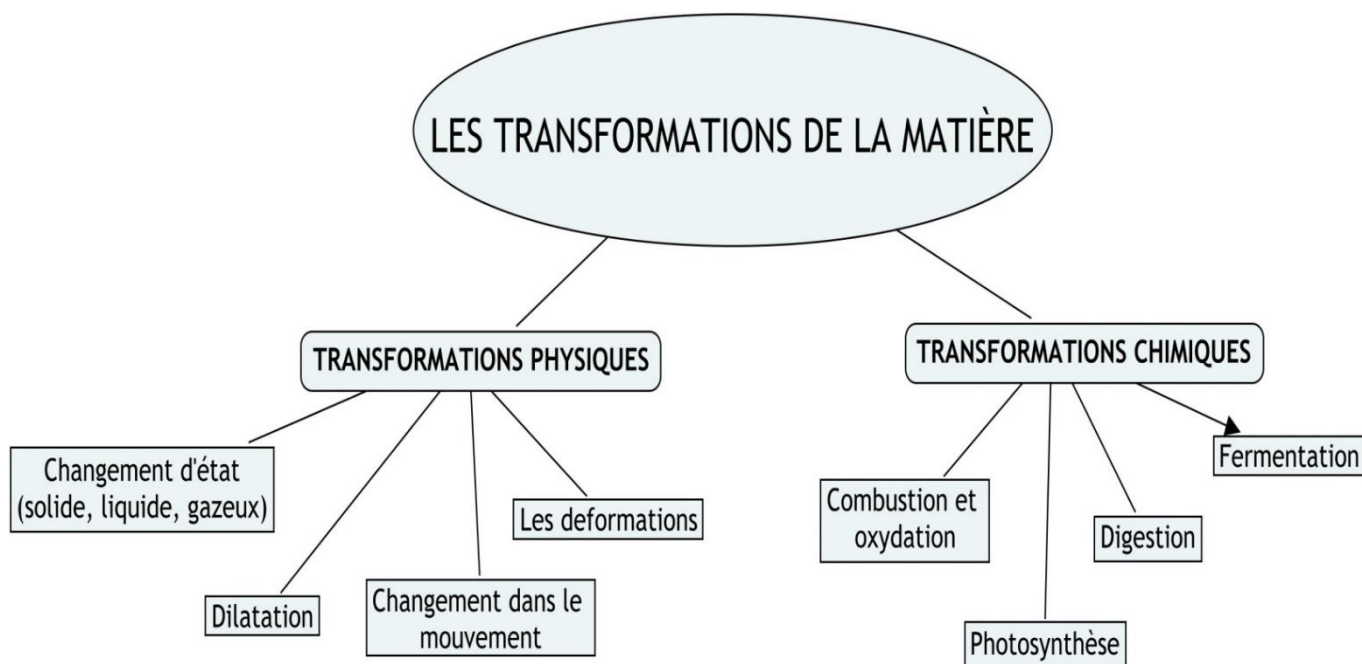 LES TRANSFORMATIONS DE LA MATIÈRE
TRANSFORMATIONS PHYSIQUES
TRANSFORMATIONS CHIMIQUES
Changement d'état
(solide, liquide, gazeux)
Dilatation
Changement dans le
mouvement
Les deformations
Combustion et
oxydation
Photosynthèse
Digestion
Fermentation